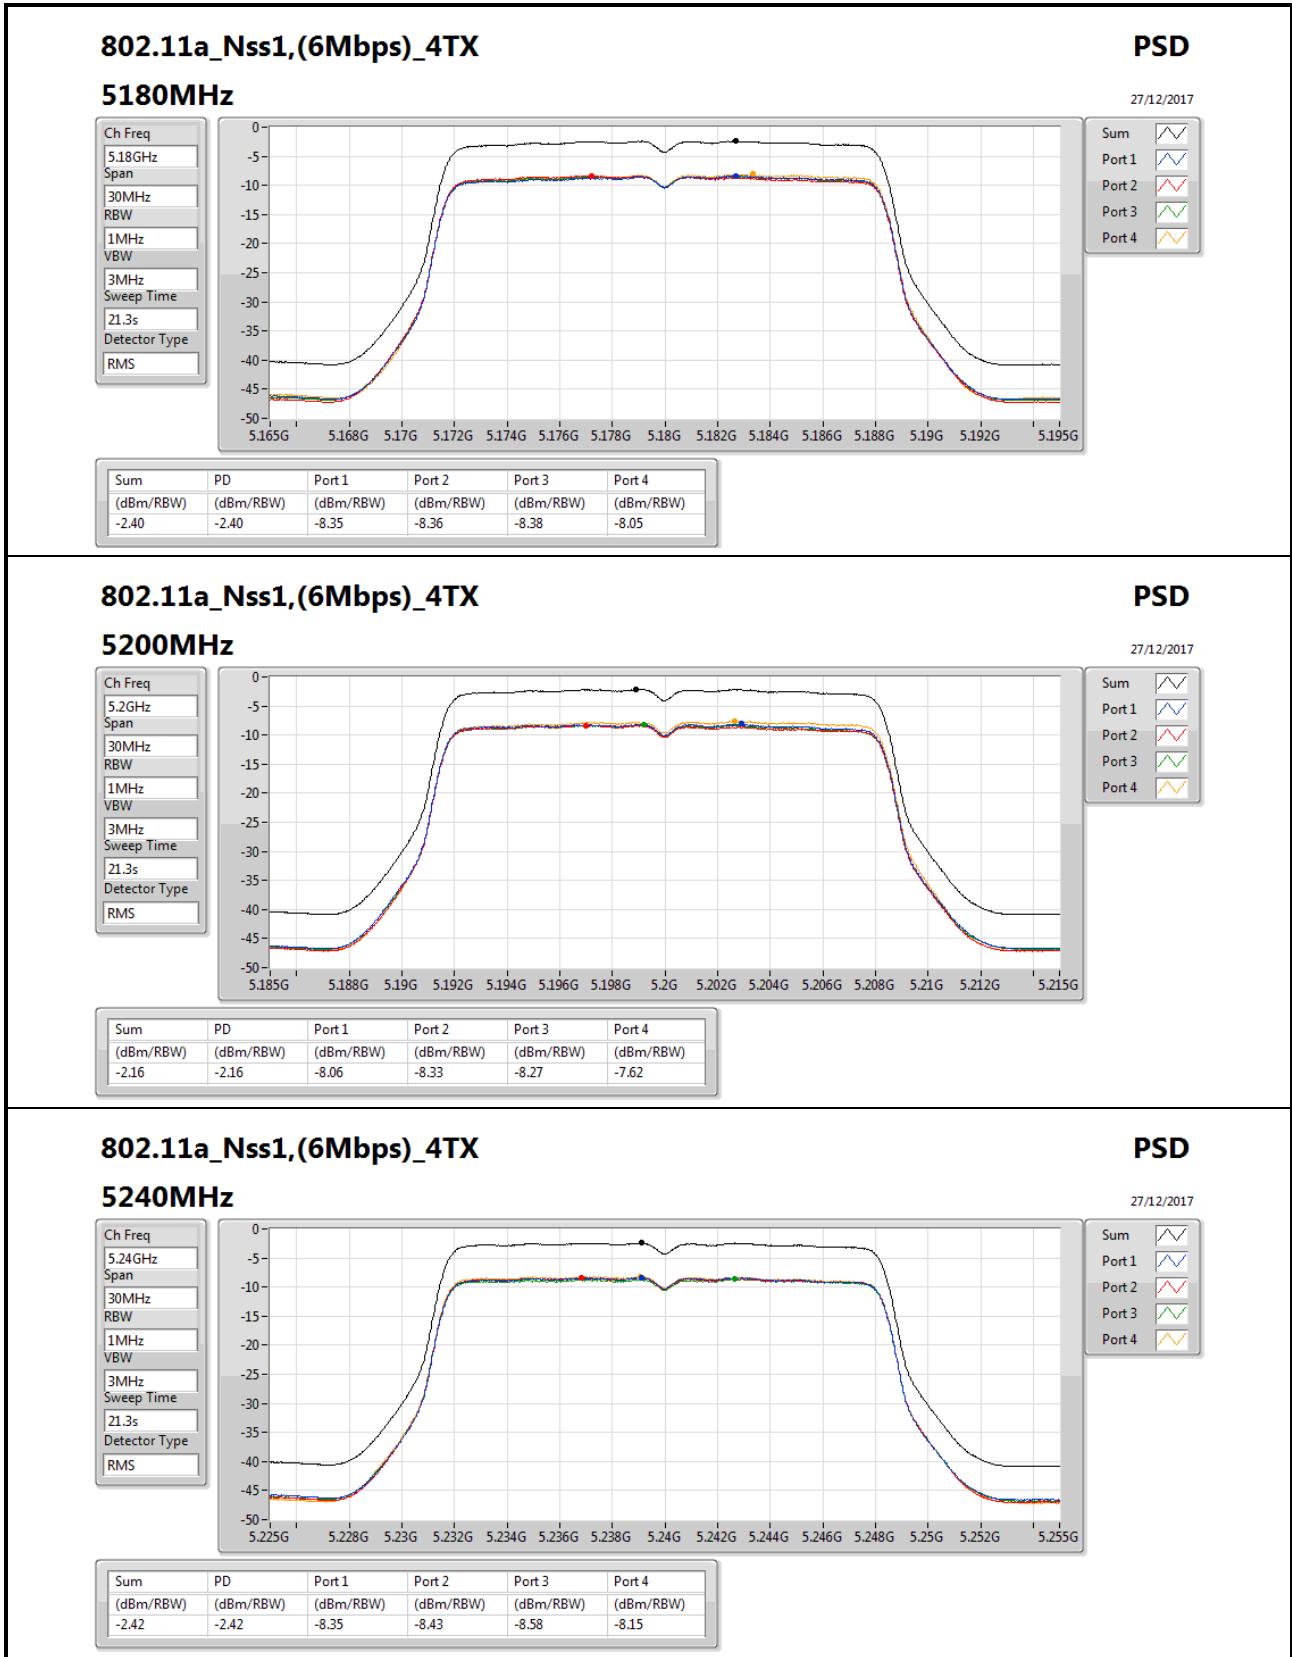 802.11a_Nss1,(6Mbps)_4TX PSD
5180MHz 27/12/2017
Ch Freq
5.18GHz
Span
30MHz
RBW
1MHz
VBW
3MHz
Sweep Time
21.3s
Detector Type
RMS
0
-5
-10
-15
-20
-25
-30
-35
-40
-45
-50
5.165G 5.168G 5.17G 5.172G 5.174G 5.176G 5.178G 5.18G 5.182G 5.184G 5.186G 5.188G 5.19G 5.192G 5.195G
Sum
Port 1
Port 2
Port 3
Port 4
Sum PD Port 1 Port 2 Port 3 Port 4
(dBm/RBW) (dBm/RBW) (dBm/RBW) (dBm/RBW) (dBm/RBW) (dBm/RBW)
-2.40 -2.40 -8.35 -8.36 -8.38 -8.05
802.11a_Nss1,(6Mbps)_4TX PSD
5200MHz 27/12/2017
Ch Freq
5.2GHz
Span
30MHz
RBW
1MHz
VBW
3MHz
Sweep Time
21.3s
Detector Type
RMS
0
-5
-10
-15
-20
-25
-30
-35
-40
-45
-50
5.185G 5.188G 5.19G 5.192G 5.194G 5.196G 5.198G 5.2G 5.202G 5.204G 5.206G 5.208G 5.21G 5.212G 5.215G
Sum
Port 1
Port 2
Port 3
Port 4
Sum PD Port 1 Port 2 Port 3 Port 4
(dBm/RBW) (dBm/RBW) (dBm/RBW) (dBm/RBW) (dBm/RBW) (dBm/RBW)
-2.16 -2.16 -8.06 -8.33 -8.27 -7.62
802.11a_Nss1,(6Mbps)_4TX PSD
5240MHz 27/12/2017
Ch Freq
5.24GHz
Span
30MHz
RBW
1MHz
VBW
3MHz
Sweep Time
21.3s
Detector Type
RMS
0
-5
-10
-15
-20
-25
-30
-35
-40
-45
-50
5.225G 5.228G 5.23G 5.232G 5.234G 5.236G 5.238G 5.24G 5.242G 5.244G 5.246G 5.248G 5.25G 5.252G 5.255G
Sum
Port 1
Port 2
Port 3
Port 4
Sum PD Port 1 Port 2 Port 3 Port 4
(dBm/RBW) (dBm/RBW) (dBm/RBW) (dBm/RBW) (dBm/RBW) (dBm/RBW)
-2.42 -2.42 -8.35 -8.43 -8.58 -8.15